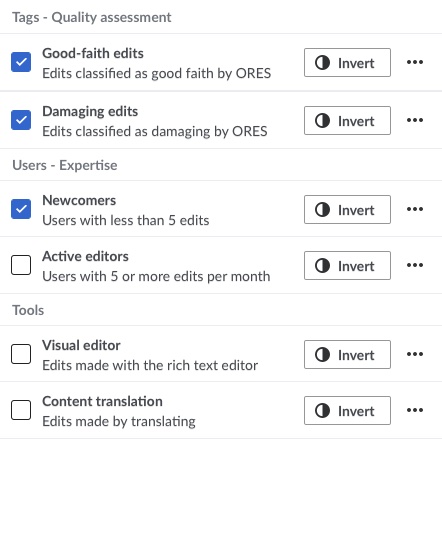 Tags - Quality assessment
Good-faith edits
Edits classified as good faith by ORES
Invert
Damaging edits
Edits classified as damaging by ORES
Invert
Users - Expertise
Newcomers
Users with less than 5 edits
Invert
Active editors
Users with 5 or more edits per month
Invert
Tools
Visual editor
Edits made with the rich text editor
Invert
Content translation
Edits made by translating
Invert